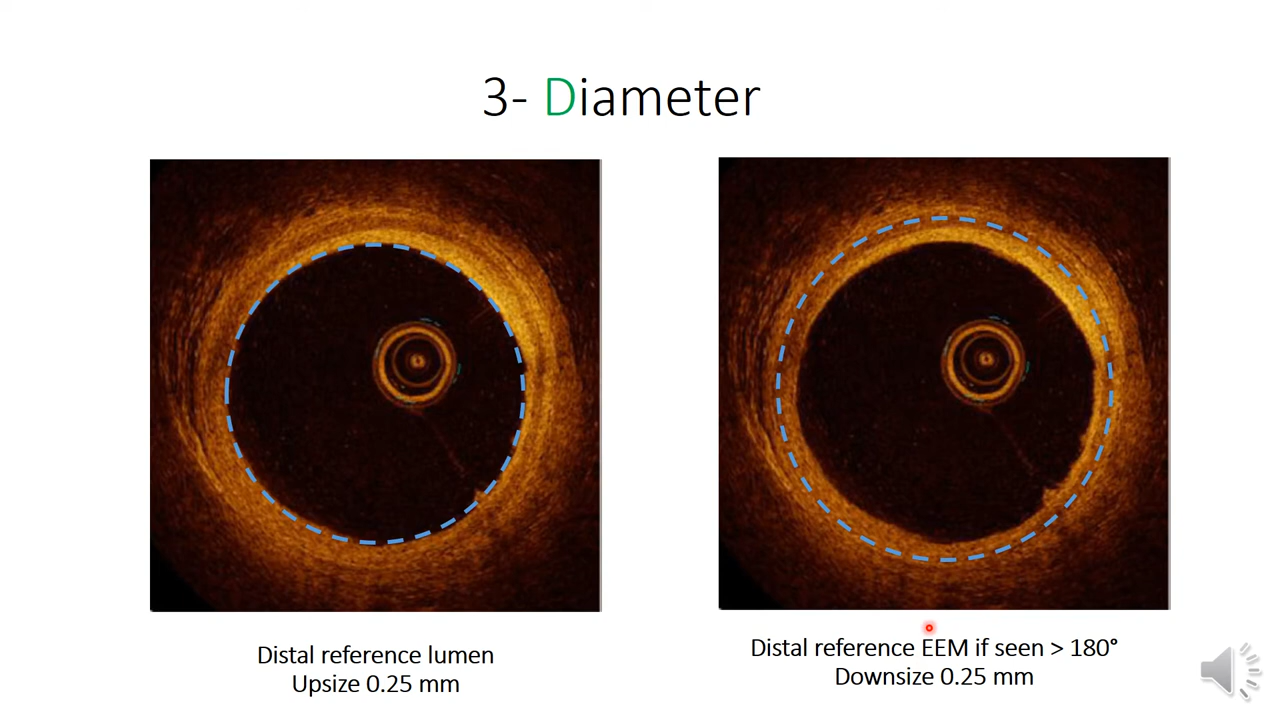 3- Diameter
Distal reference lumen
Upsize 0.25 mm
Distal reference EEM if seen > 180°
Downsize 0.25 mm